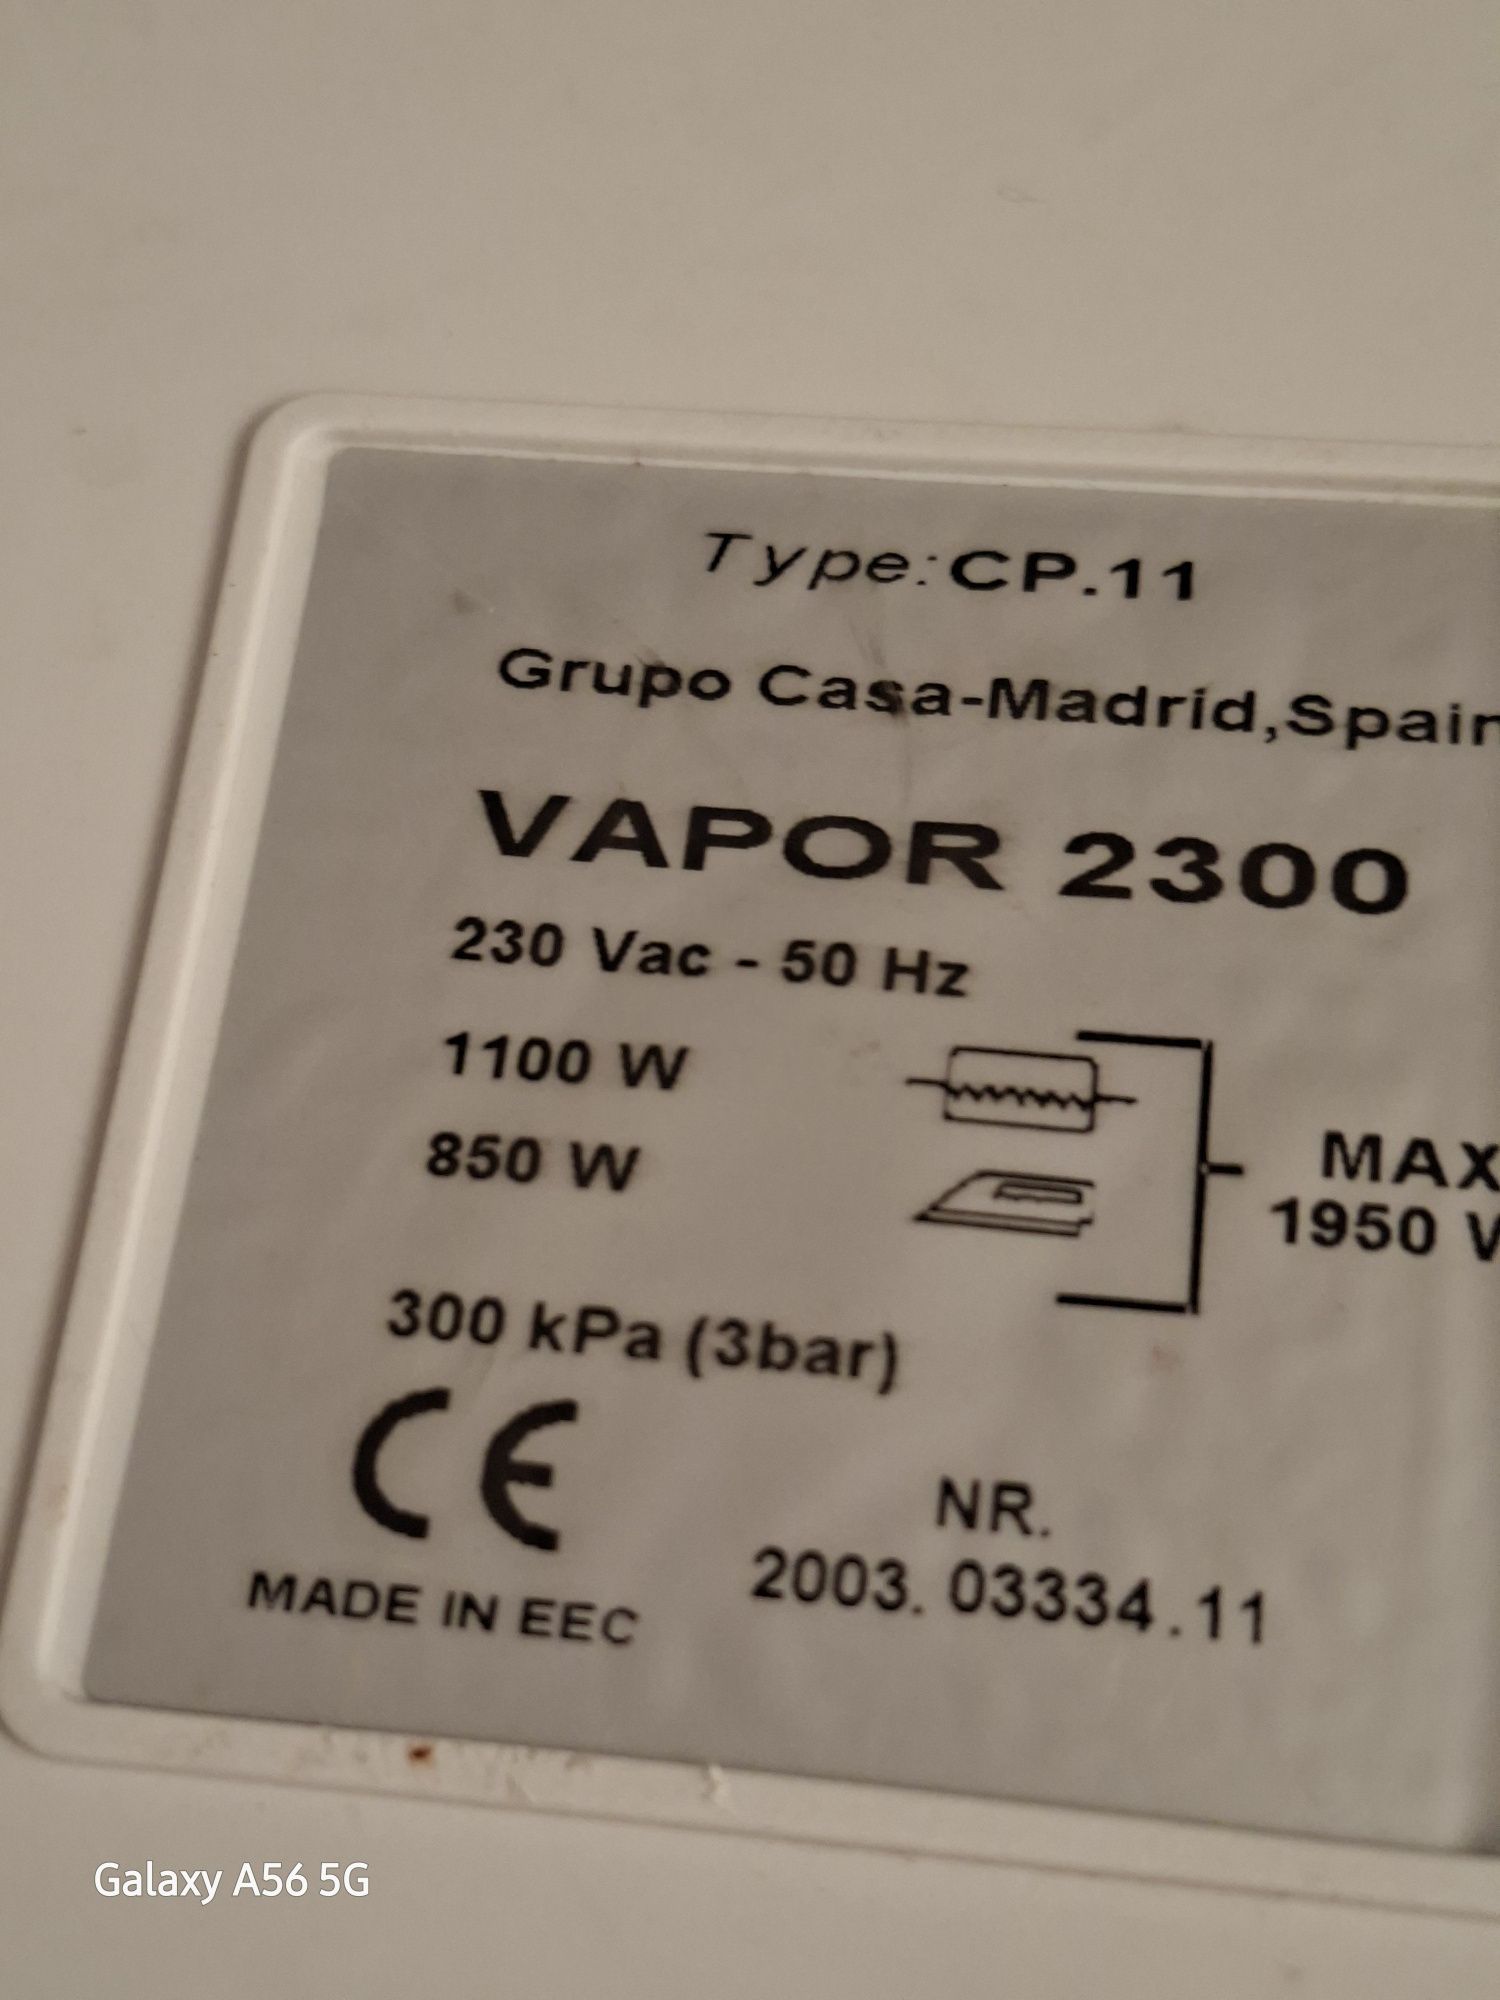 Type: CP.11
Grupo Casa-Madrid, Spain
VAPOR 2300
230 Vac - 50 Hz
1100 W
850 W
MAX
1950
300 kPa (3bar)
CE
NR.
2003. 03334.11
MADE IN EEC
Galaxy A56 5G